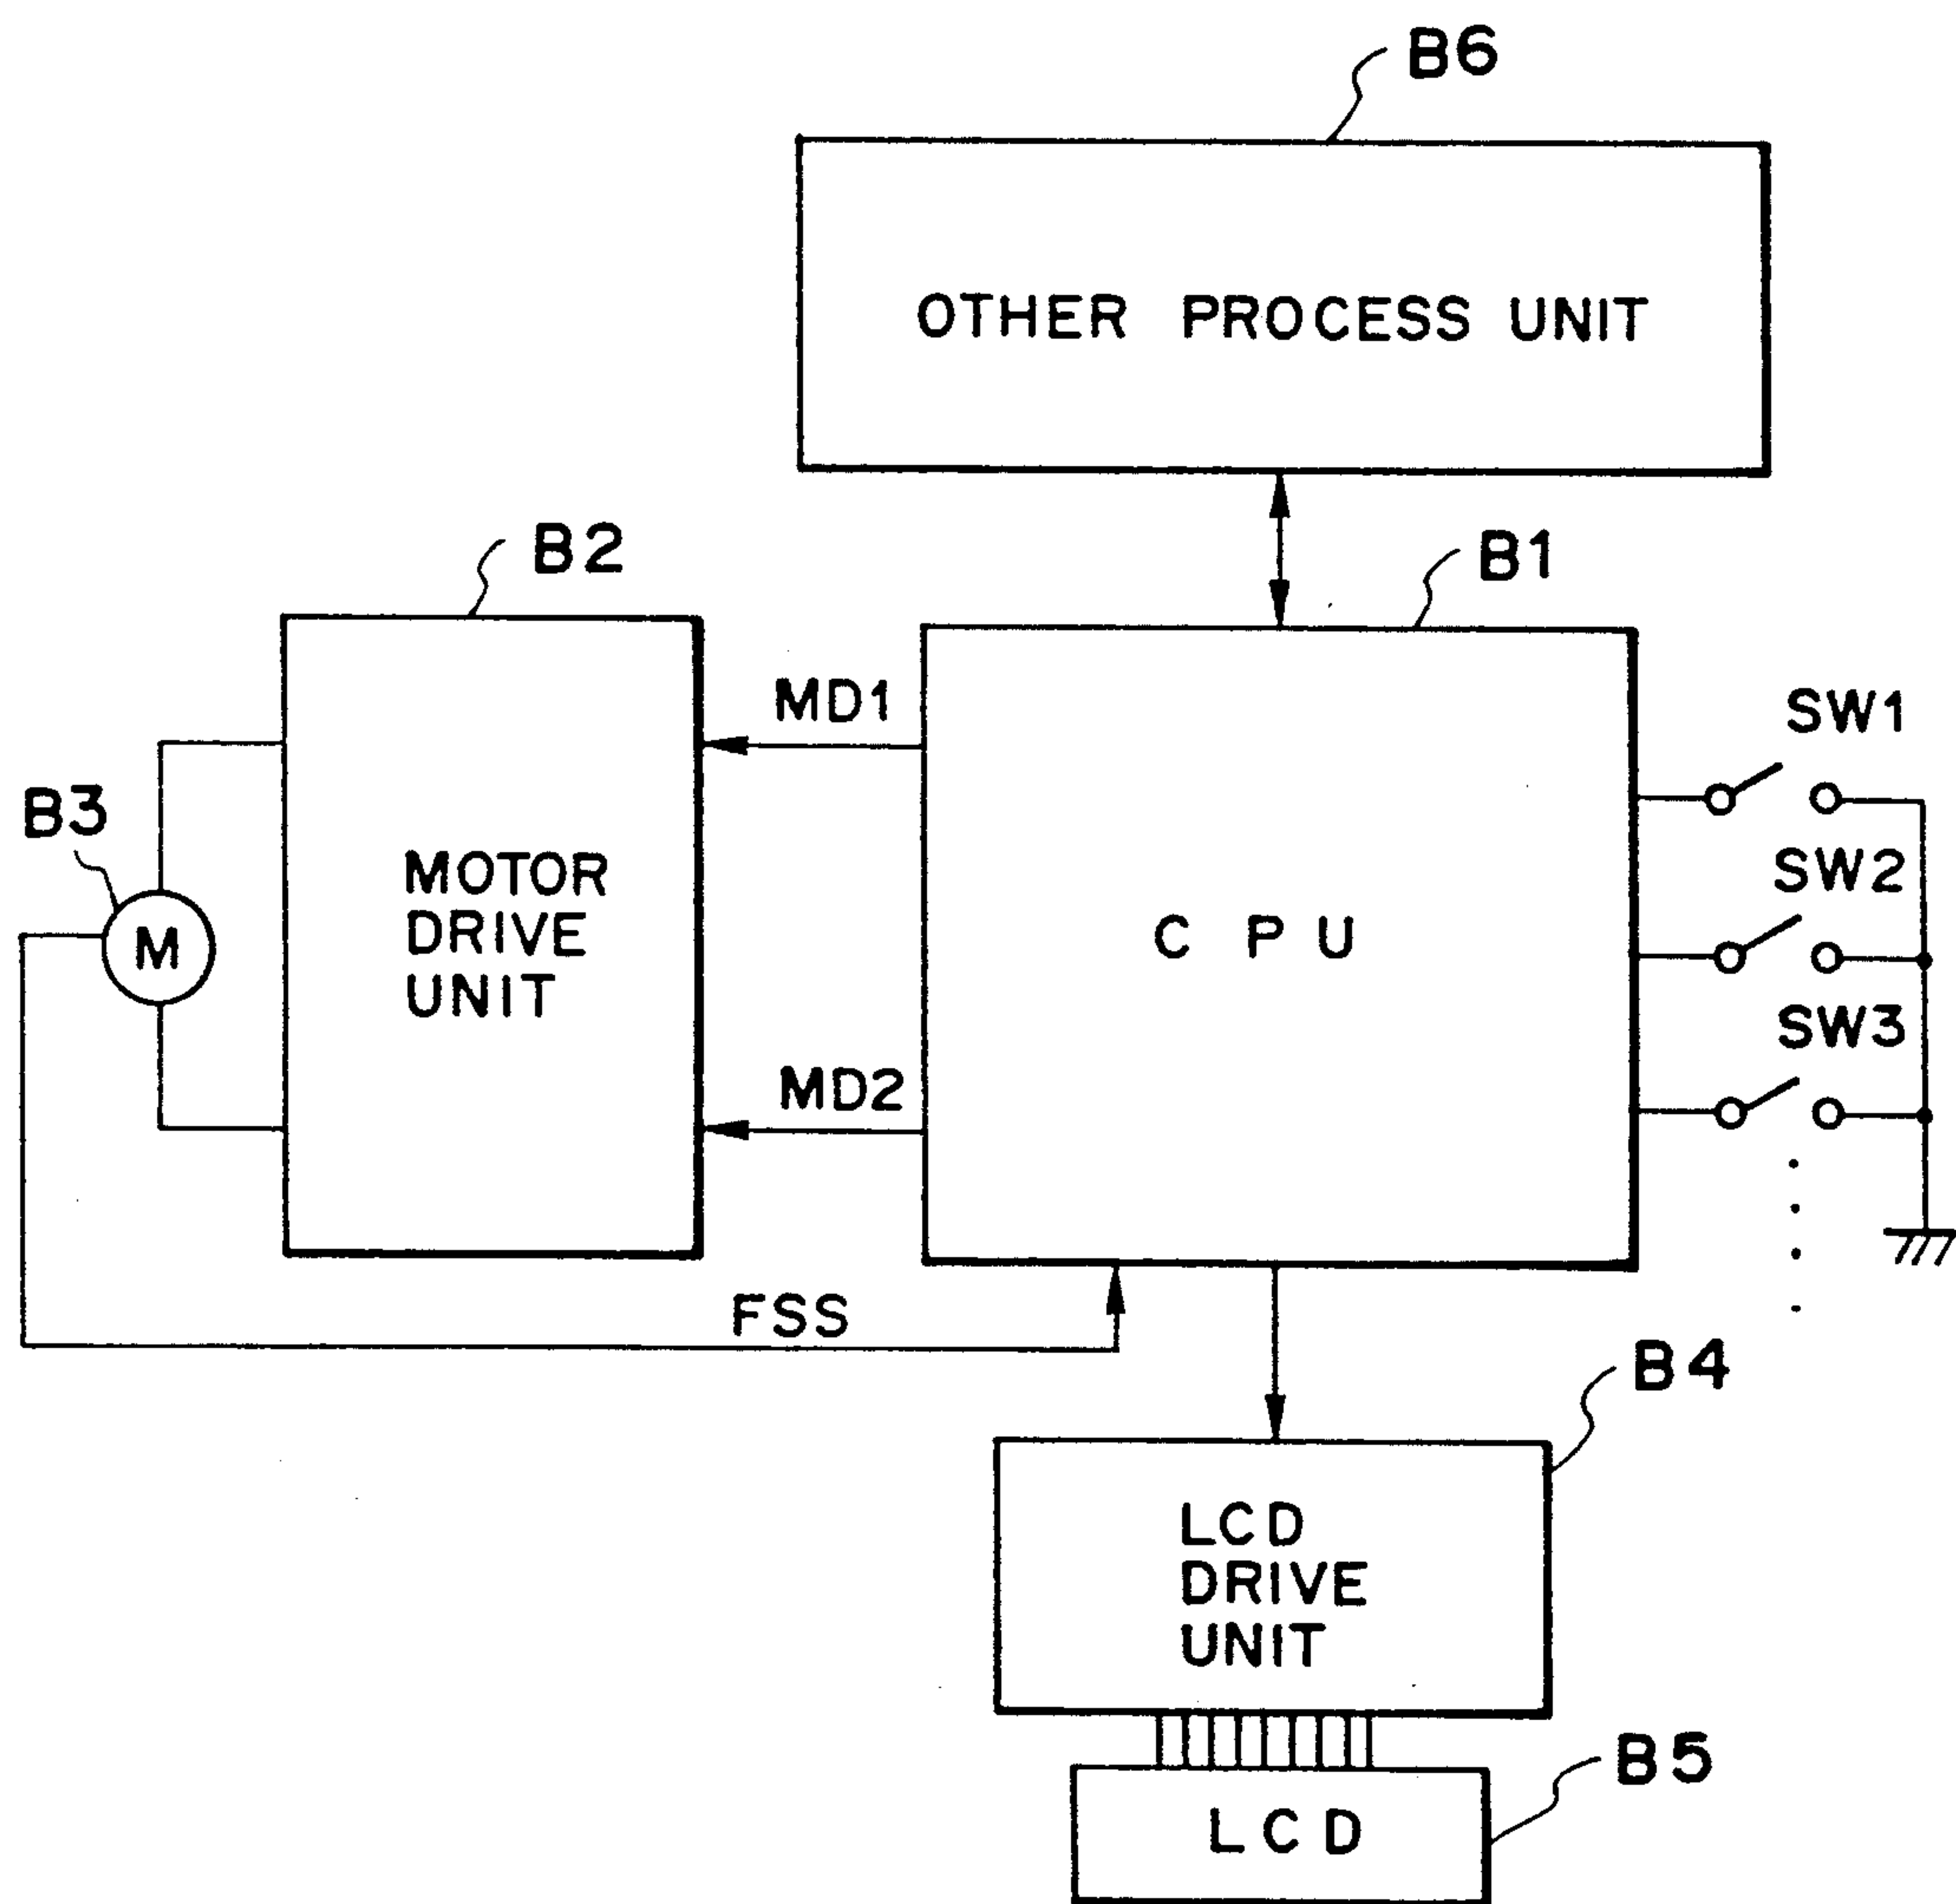 B6
OTHER PROCESS UNIT
B2
B1
MD1
SW1
B3
SW2
MOTOR
DRIVE
UNIT
M
C P U
SW3
MD2
FSS
B4
LCD
DRIVE
UNIT
B5
LCD